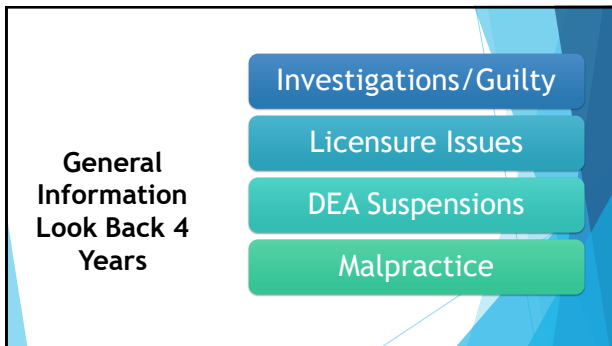 General
Information
Look Back 4
Years
Investigations/Guilty
Licensure Issues
DEA Suspensions
Malpractice